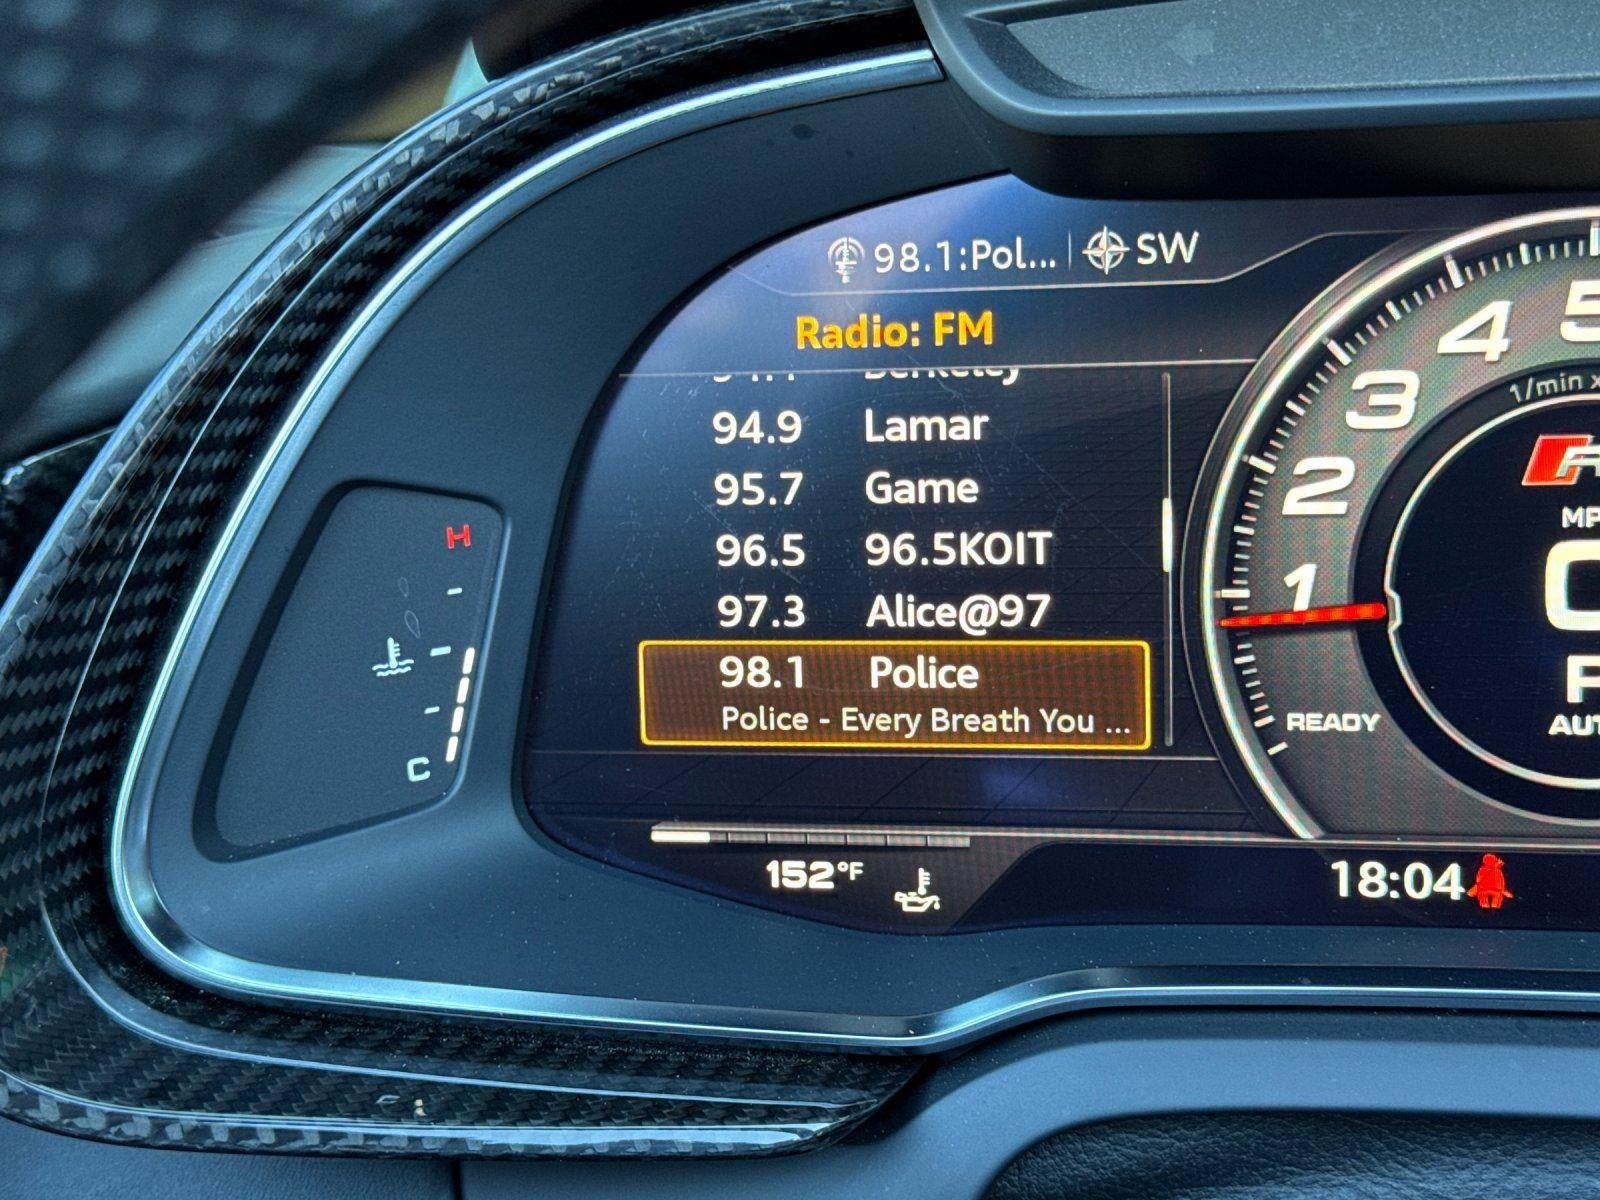 98.1:Pol... SW
Radio: FM
Berkeley
94.9 Lamar
95.7 Game
96.5 96.5KOIT
97.3 Alice@97
98.1 Police
Police - Every Breath You ...
152°F
18:04
H
C
1
2
3
4
5
1/min x
READY